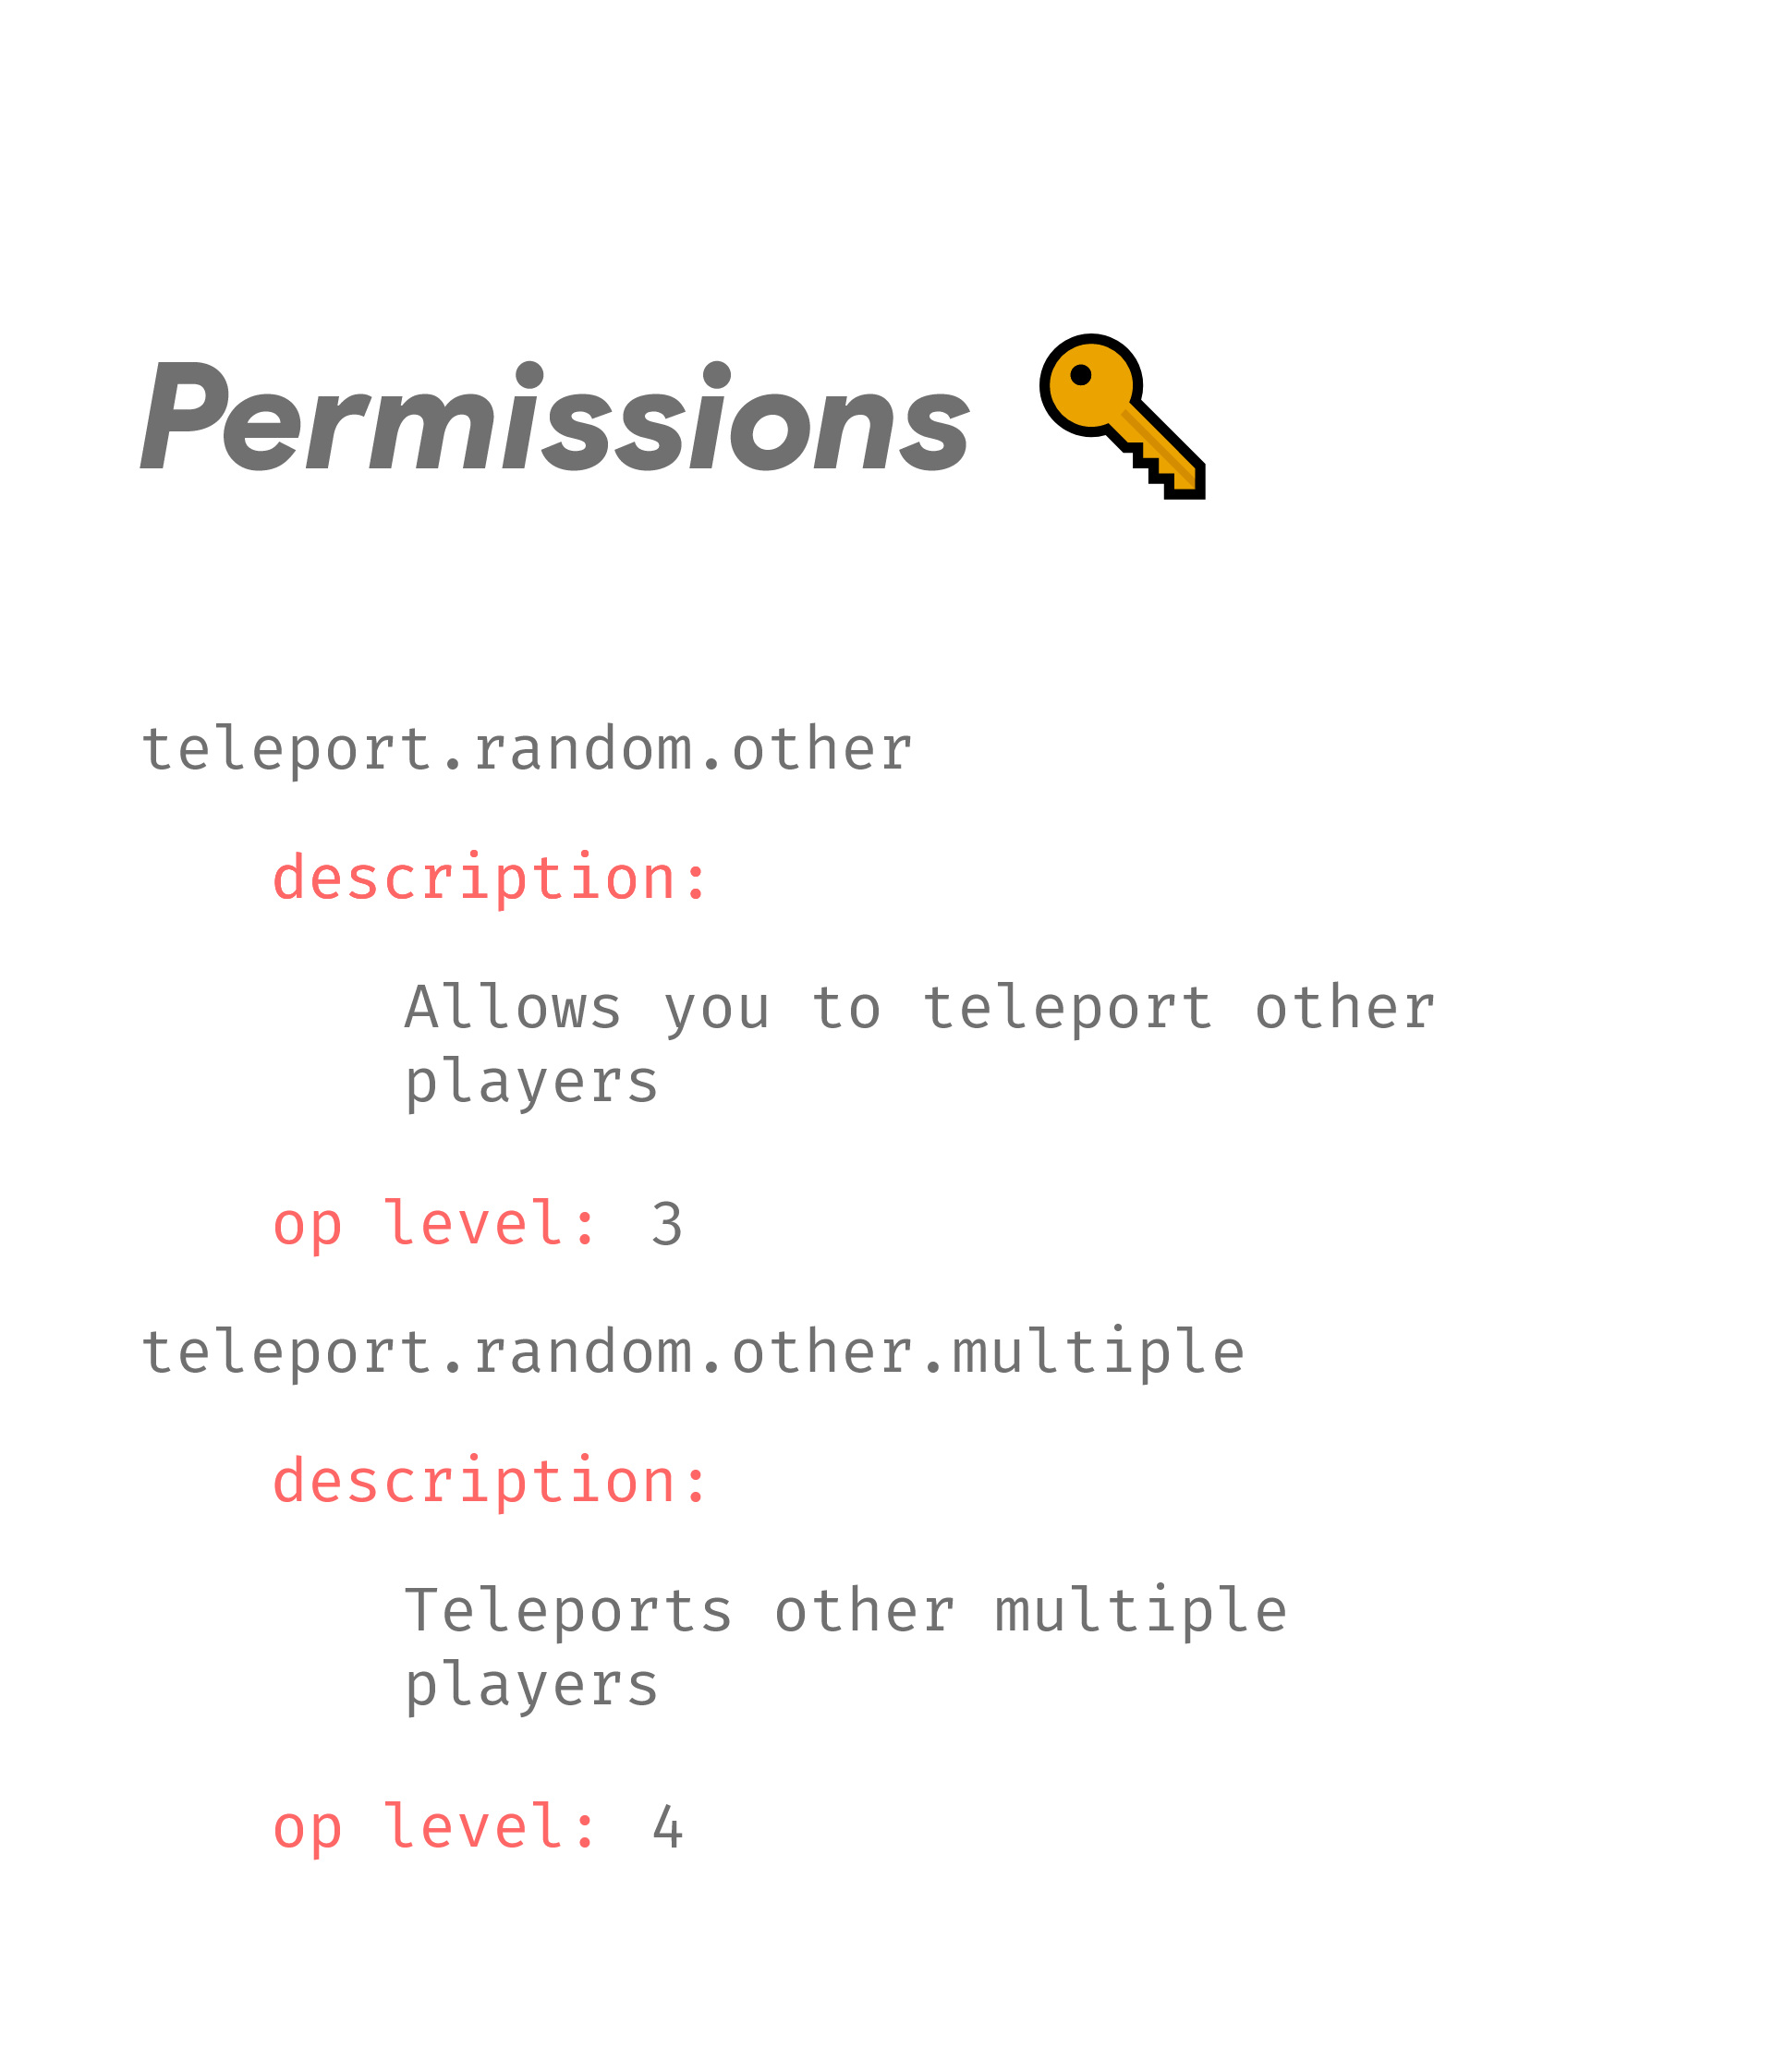 Permissions
teleport.random.other
description:
Allows you to teleport other
players
op level: 3
teleport.random.other.multiple
description:
Teleports other multiple
players
op level: 4